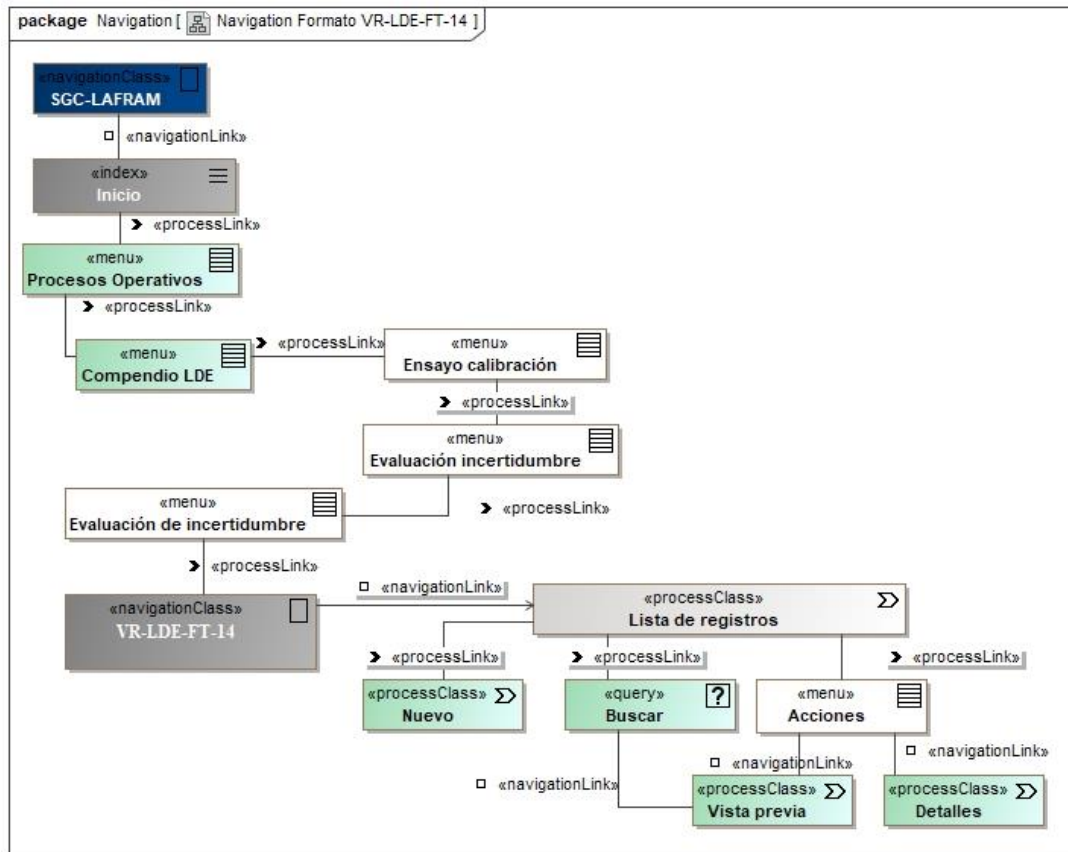 package Navigation [ Navigation Formato VR-LDE-FT-14 ]
«navigationClass»
SGC-LAFRAM
«navigationLink»
«index»
Inicio
«processLink»
«menu»
Procesos Operativos
«processLink»
«menu»
Compendio LDE
«processLink»
«menu»
Ensayo calibración
«processLink»
«menu»
Evaluación incertidumbre
«processLink»
«menu»
Evaluación de incertidumbre
«processLink»
«navigationClass»
VR-LDE-FT-14
«navigationLink»
«processClass»
Lista de registros
«processLink»
«processLink»
«processLink»
«processClass»
Nuevo
«query»
?
Buscar
«menu»
Acciones
«navigationLink»
«navigationLink»
«navigationLink»
«processClass»
Vista previa
«processClass»
Detalles